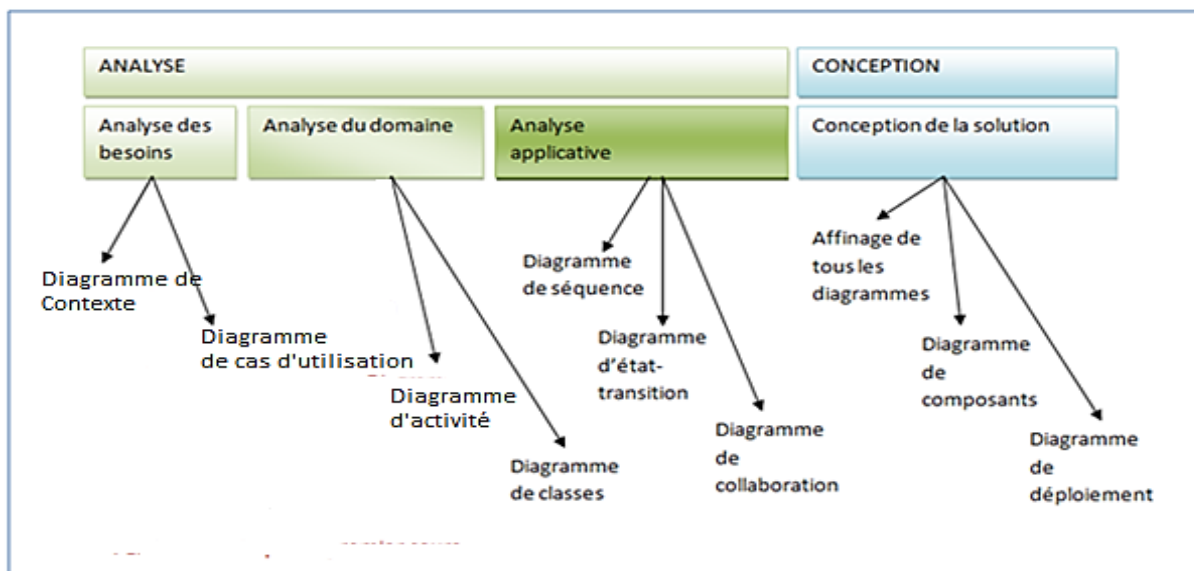 ANALYSE
CONCEPTION
Analyse des
besoins
Analyse du domaine
Analyse
applicative
Conception de la solution
Diagramme de
Contexte
Diagramme
de cas d'utilisation
Diagramme
d'activité
Diagramme
de classes
Diagramme
de séquence
Diagramme
d’état-
transition
Diagramme
de
collaboration
Affinage de
tous les
diagrammes
Diagramme
de
composants
Diagramme
de
déploiement